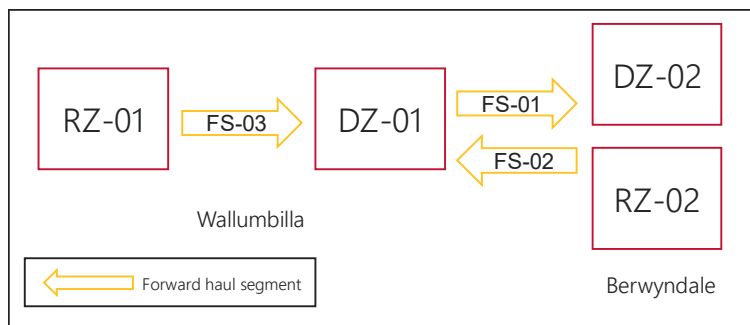 DZ-02
RZ-01
FS-03
DZ-01
FS-01
FS-02
RZ-02
Wallumbilla
Forward haul segment
Berwyndale